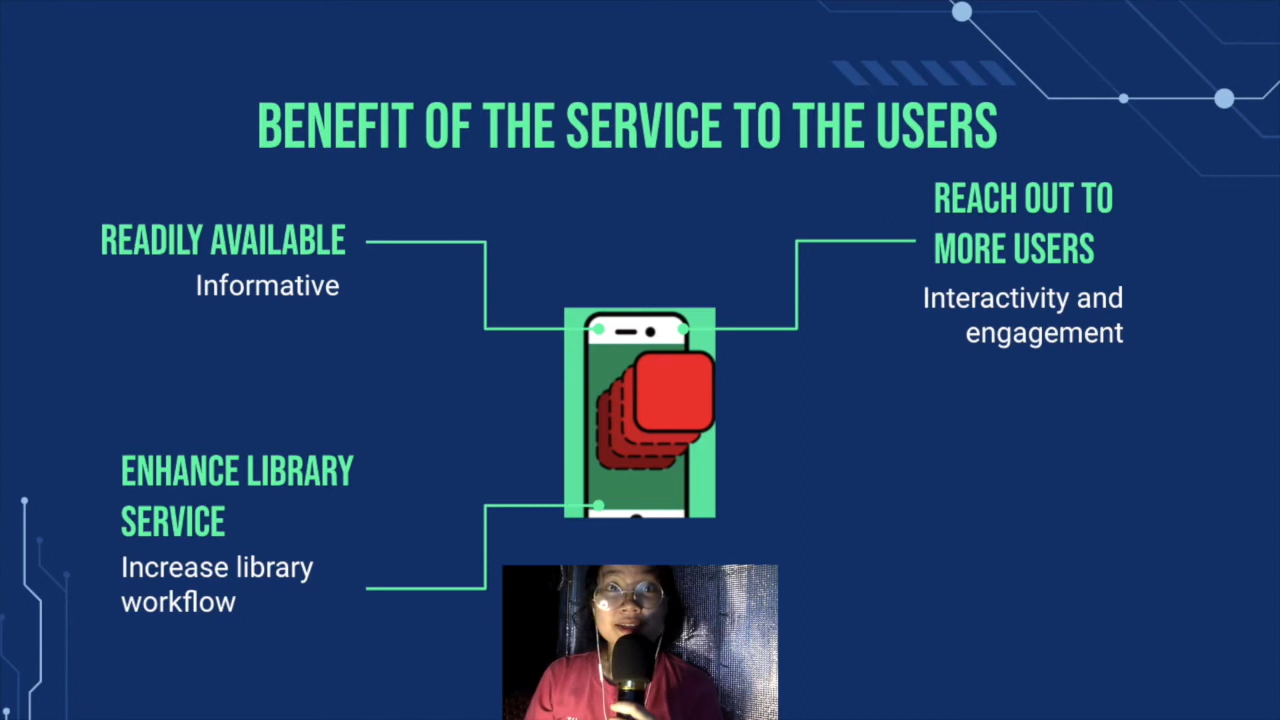 BENEFIT OF THE SERVICE TO THE USERS
READILY AVAILABLE
Informative
REACH OUT TO
MORE USERS
Interactivity and
engagement
ENHANCE LIBRARY
SERVICE
Increase library
workflow